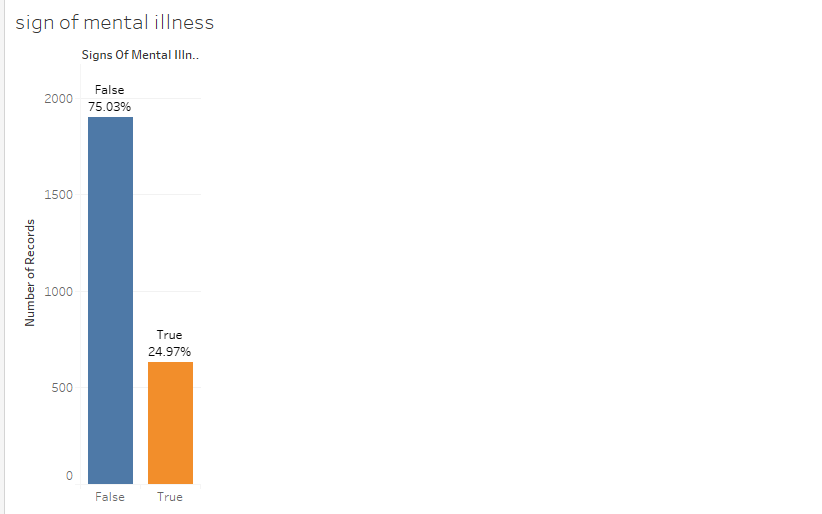 sign of mental illness
Signs Of Mental Illn..
False
75.03%
True
24.97%
Number of Records
2000
1500
1000
500
0
False
True